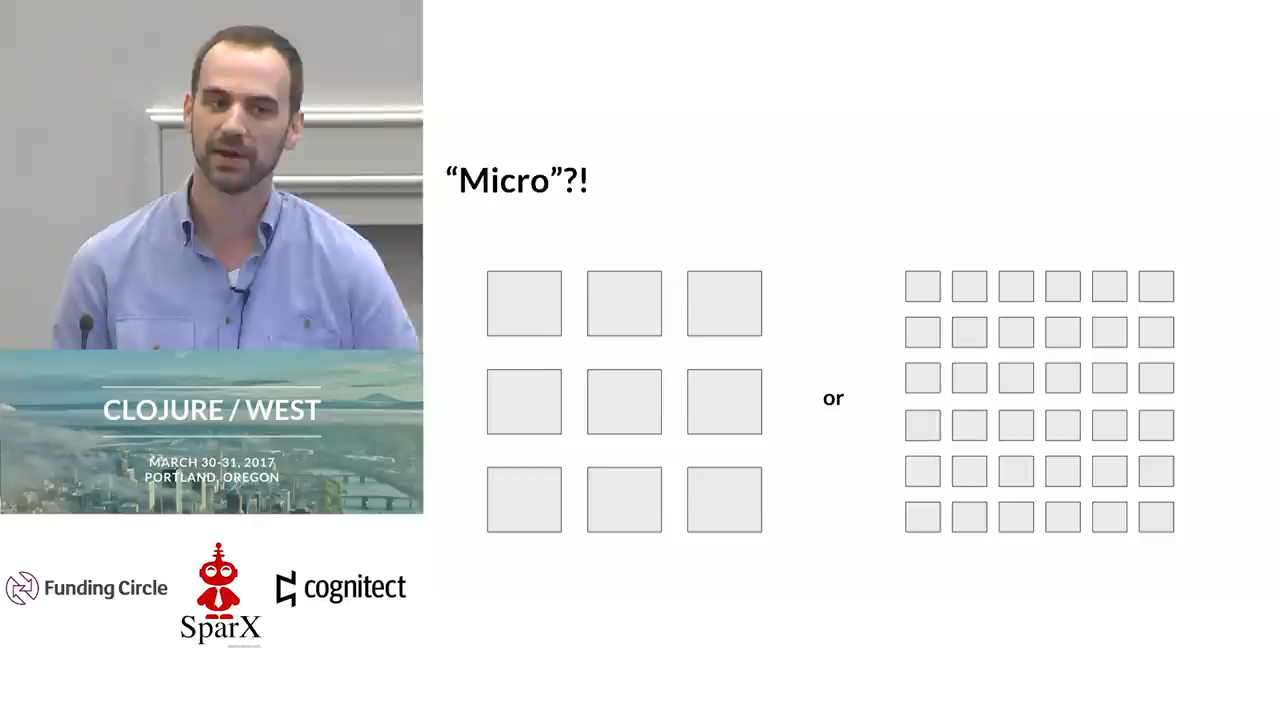 “Micro”?!
or
CLOJURE / WEST
MARCH 30-31, 2017
PORTLAND, OREGON
Funding Circle
SparX
cognitect